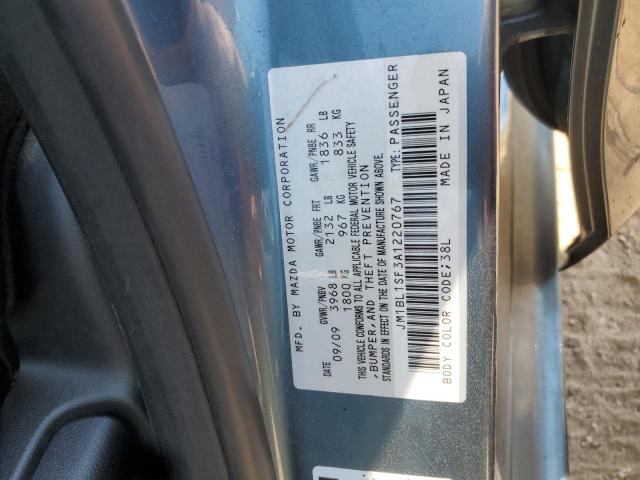 MFD. BY MAZDA MOTOR CORPORATION
DATE GVWR/PNBV GAWR/PNBE FRT GAWR/PNBE RR
09/09 3968 LB 2132 LB 1836 LB
1800 KG 967 KG 833 KG
THIS VEHICLE CONFORMS TO ALL APPLICABLE FEDERAL MOTOR VEHICLE SAFETY
,BUMPER,AND THEFT PREVENTION
STANDARDS IN EFFECT ON THE DATE OF MANUFACTURE SHOWN ABOVE.
JM1BL1SF3A1220767 TYPE: PASSENGER
BODY COLOR CODE;38L MADE IN JAPAN